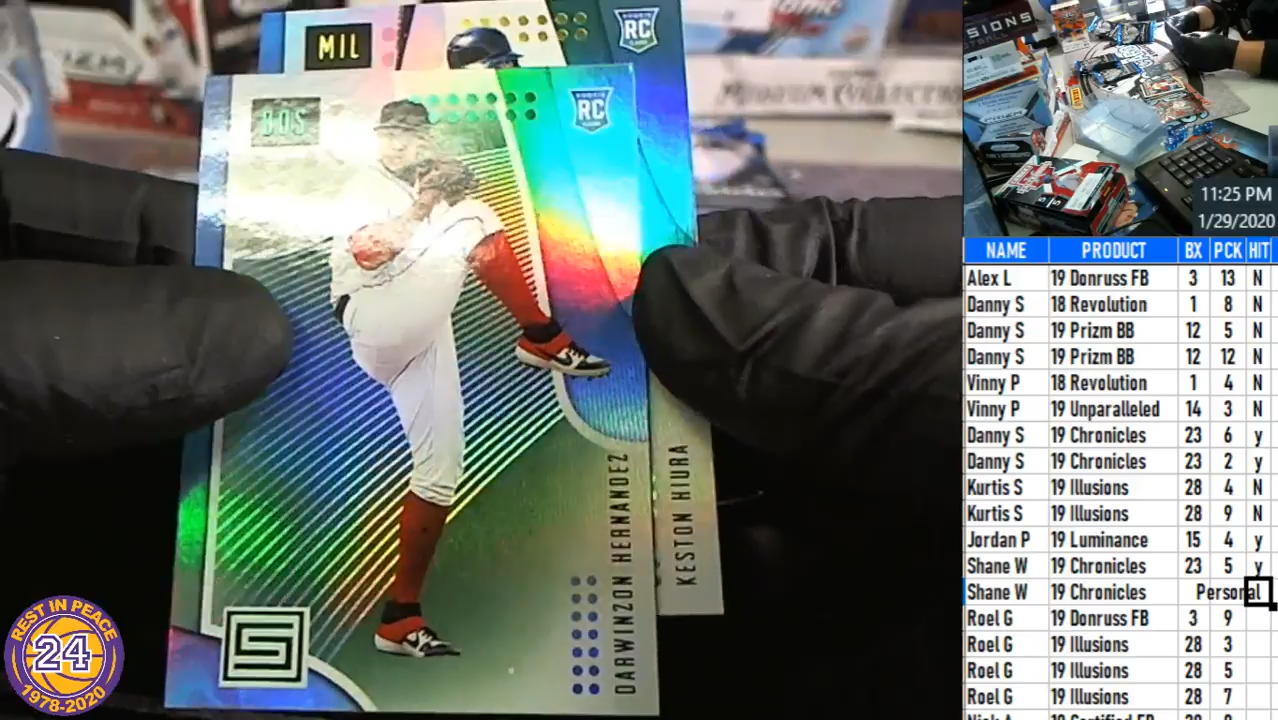 MIL
ROOKIE
RC
BOS
ROOKIE
RC
DARWINZON HERNANDEZ
KESTON HIURA
S
REST IN PEACE
24
1978-2020
11:25 PM
1/29/2020
NAME PRODUCT BX PCK HIT
Alex L 19 Donruss FB 3 13 N
Danny S 18 Revolution 1 8 N
Danny S 19 Prizm BB 12 5 N
Danny S 19 Prizm BB 12 12 N
Vinny P 18 Revolution 1 4 N
Vinny P 19 Unparalleled 14 3 N
Danny S 19 Chronicles 23 6 y
Danny S 19 Chronicles 23 2 y
Kurtis S 19 Illusions 28 4 N
Kurtis S 19 Illusions 28 9 N
Jordan P 19 Luminance 15 4 y
Shane W 19 Chronicles 23 5 y
Shane W 19 Chronicles Personal
Roel G 19 Donruss FB 3 9
Roel G 19 Illusions 28 3
Roel G 19 Illusions 28 5
Roel G 19 Illusions 28 7